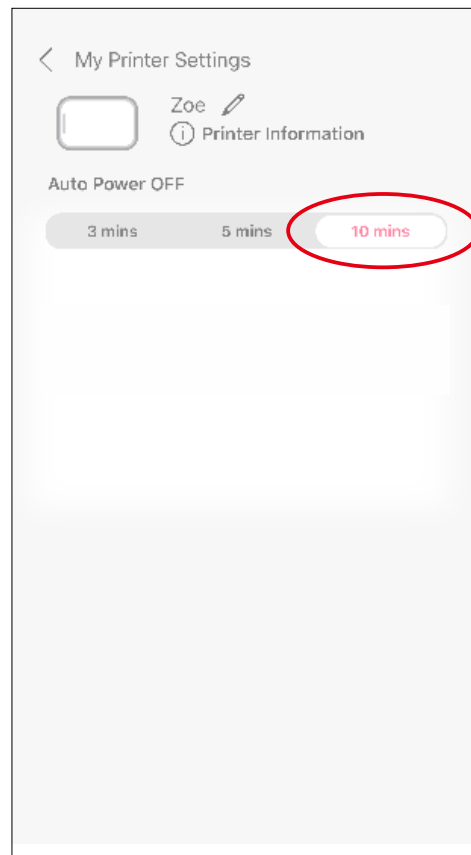 My Printer Settings
Zoe
Printer Information
Auto Power OFF
3 mins 5 mins 10 mins